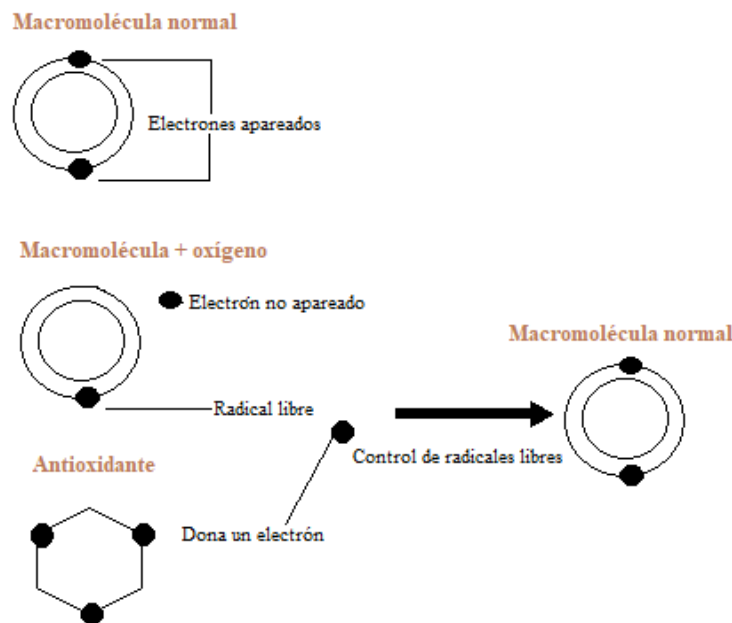 Macromolécula normal
Electrones apareados
Macromolécula + oxígeno
Electrón no apareado
Macromolécula normal
Radical libre
Control de radicales libres
Antioxidante
Dona un electrón